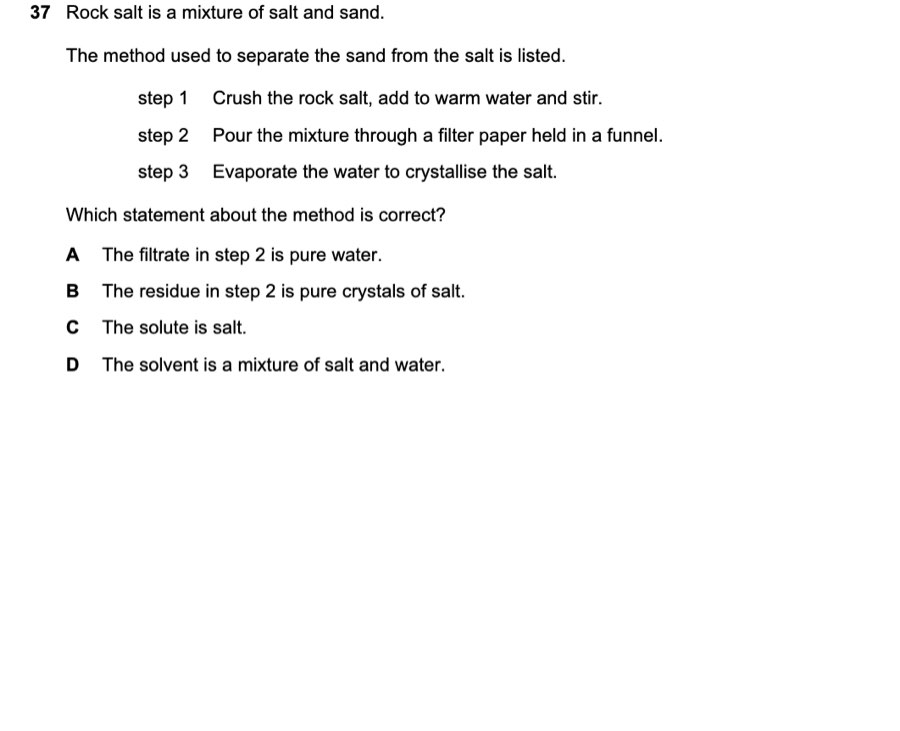 37 Rock salt is a mixture of salt and sand.
The method used to separate the sand from the salt is listed.
step 1 Crush the rock salt, add to warm water and stir.
step 2 Pour the mixture through a filter paper held in a funnel.
step 3 Evaporate the water to crystallise the salt.
Which statement about the method is correct?
A The filtrate in step 2 is pure water.
B The residue in step 2 is pure crystals of salt.
C The solute is salt.
D The solvent is a mixture of salt and water.